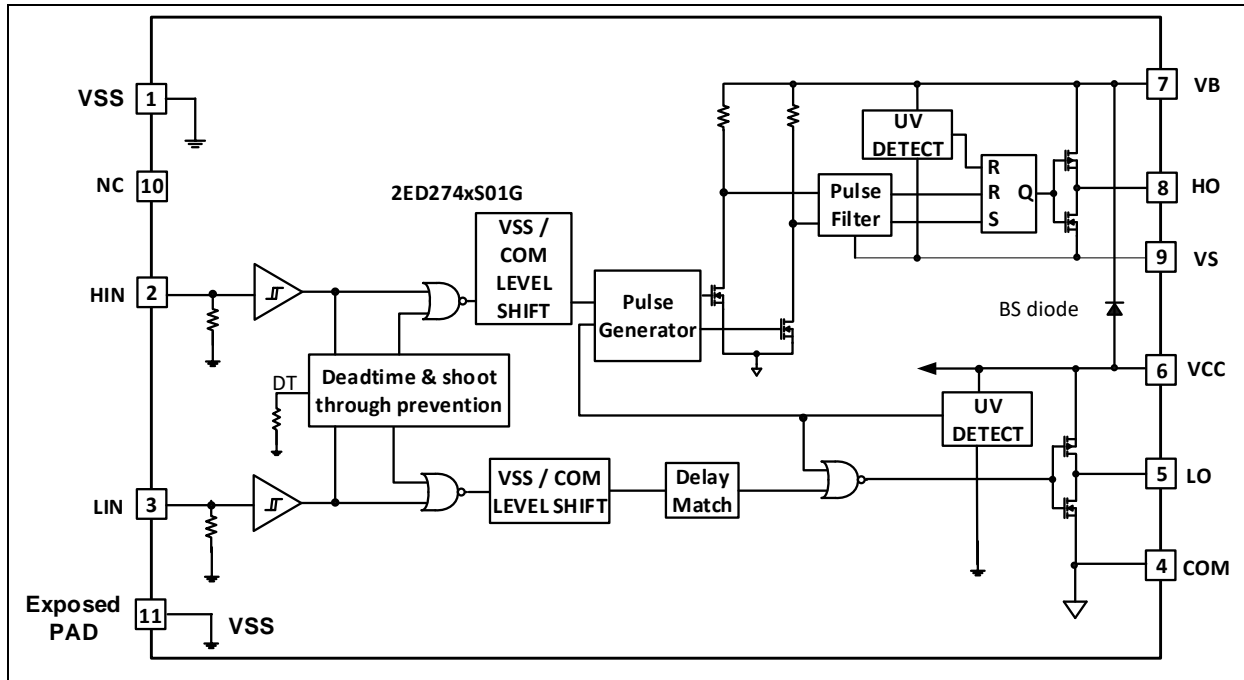 VSS
1
NC
10
HIN
2
LIN
3
Exposed
PAD
11
VSS
2ED274xS01G
VSS /
COM
LEVEL
SHIFT
DT
Deadtime & shoot
through prevention
VSS / COM
LEVEL SHIFT
Delay
Match
Pulse
Generator
UV
DETECT
Pulse
Filter
R
R
S
Q
BS diode
UV
DETECT
7
VB
8
HO
9
VS
6
VCC
5
LO
4
COM